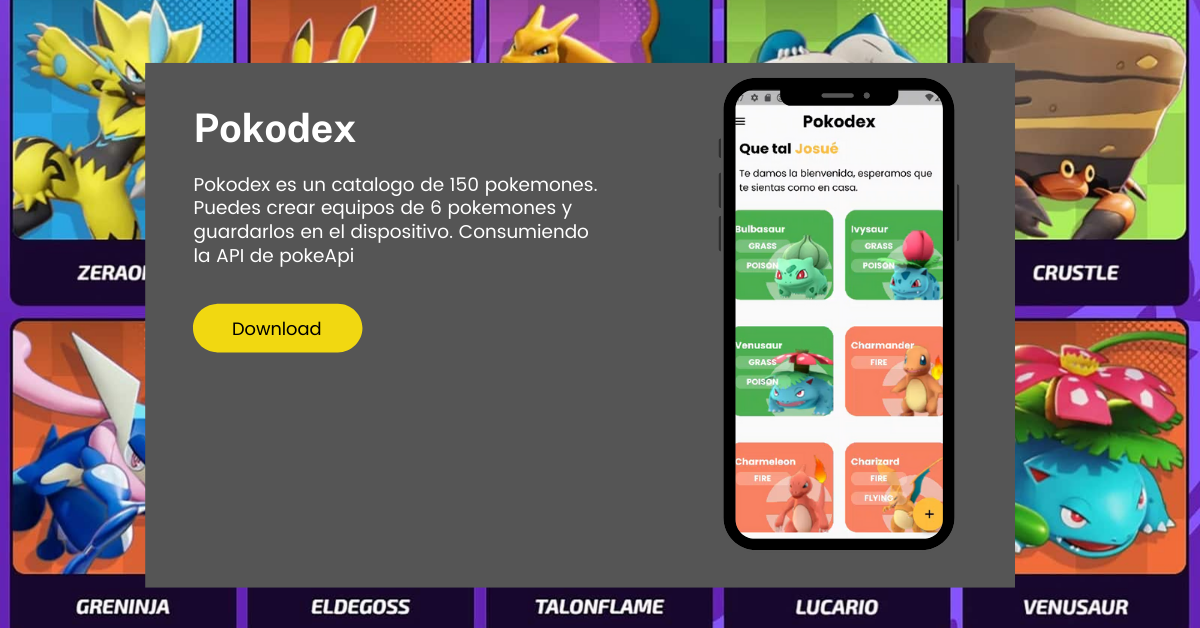 Pokodex
Pokodex es un catalogo de 150 pokemones.
Puedes crear equipos de 6 pokemones y
guardarlos en el dispositivo. Consumiendo
la API de pokeApi
Download
Pokodex
Que tal Josué
Te damos la bienvenida, esperamos que
te sientas como en casa.
Bulbasaur
GRASS
POISON
Ivysaur
GRASS
POISON
Venusaur
GRASS
POISON
Charmander
FIRE
Charmeleon
FIRE
Charizard
FIRE
FLYING
+
ZERAO
CRUSTLE
GRENINJA
ELDEGOSS
TALONFLAME
LUCARIO
VENUSAUR